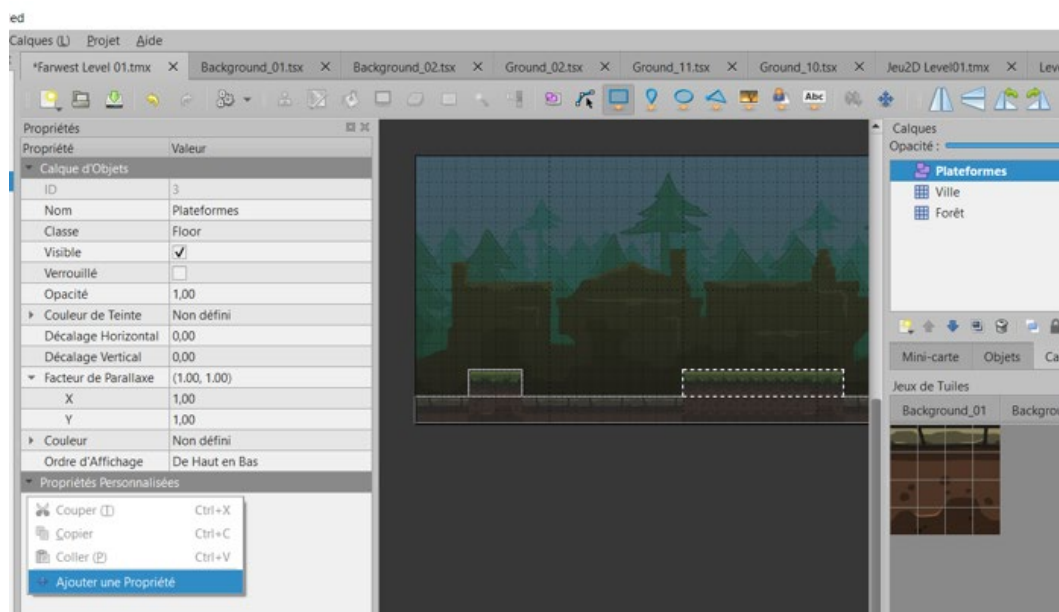 ed
Calques (L) Projet Aide
*Farwest Level 01.tmx Background_01.tsx Background_02.tsx Ground_02.tsx Ground_11.tsx Ground_10.tsx Jeu2D Level01.tmx
Abc
Propriétés
Propriété Valeur
Calque d'Objets
ID 3
Nom Plateformes
Classe Floor
Visible
Verrouillé
Opacité 1,00
Couleur de Teinte Non défini
Décalage Horizontal 0,00
Décalage Vertical 0,00
Facteur de Parallaxe (1.00, 1.00)
X 1,00
Y 1,00
Couleur Non défini
Ordre d'Affichage De Haut en Bas
Propriétés Personnalisées
Couper (T) Ctrl+X
Copier Ctrl+C
Coller (P) Ctrl+V
Ajouter une Propriété
Calques
Opacité :
Plateformes
Ville
Forêt
Mini-carte Objets Ca
Jeux de Tuiles
Background_01 Backgrou